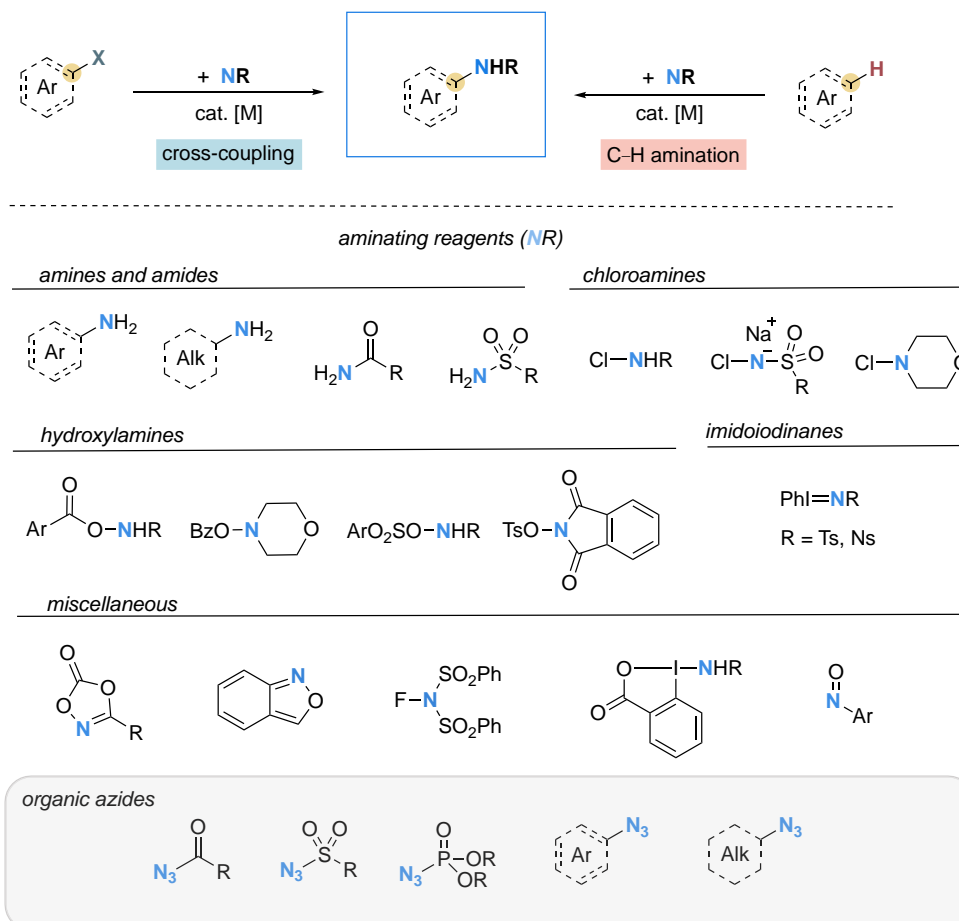 X
Ar
+ NR
cat. [M]
cross-coupling
NHR
Ar
+ NR
cat. [M]
C–H amination
H
Ar
aminating reagents (NR)
amines and amides
NH2
Ar
NH2
Alk
O
H2N
R
O O
S
H2N
R
chloroamines
Cl NHR
Na+
O
Cl N− S O
R
Cl N
O
hydroxylamines
O
Ar O NHR
BzO N O
ArO2SO NHR
O
TsO N
O
imidoiodinanes
PhI=NR
R = Ts, Ns
miscellaneous
O
O
O
N
R
N
O
SO2Ph
F N
SO2Ph
O I NHR
O
O
N
Ar
organic azides
O
N3
R
O O
S
N3
R
O
P OR
N3 OR
N3
Ar
N3
Alk